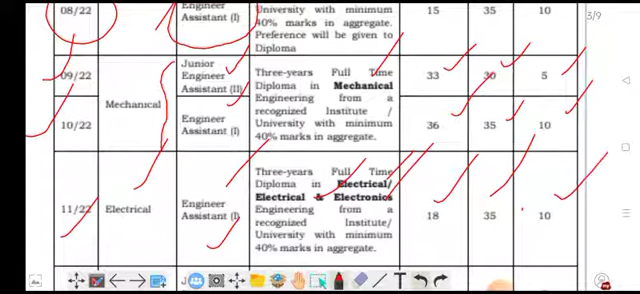 08/22
Engineer
Assistant (I)
University with minimum
40% marks in aggregate.
Preference will be given to
Diploma
15
35
10
3/9
09/22
Mechanical
Junior
Engineer
Assistant (II)
Three-years Full Time
Diploma in Mechanical
Engineering from a
recognized Institute /
University with minimum
40% marks in aggregate.
33
30
5
10/22
Engineer
Assistant (I)
36
35
10
11/22
Electrical
Engineer
Assistant (I)
Three-years Full Time
Diploma in Electrical/
Electrical & Electronics
Engineering from a
recognized Institute/
University with minimum
40% marks in aggregate.
18
35
10
J
T